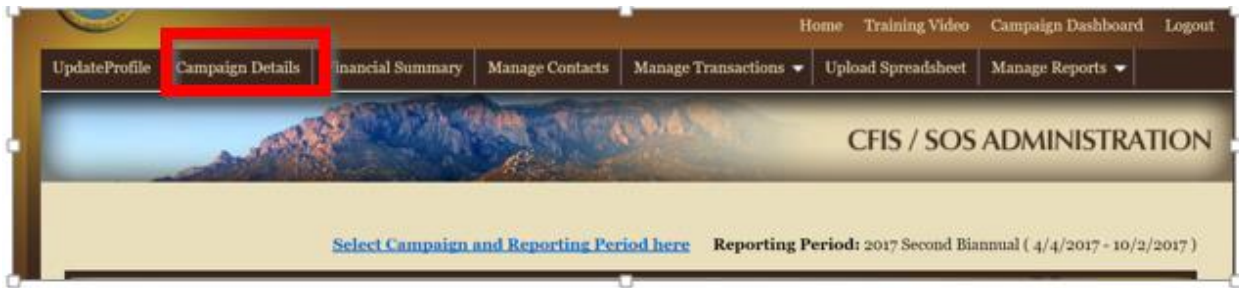 Home Training Video Campaign Dashboard Logout
UpdateProfile Campaign Details Financial Summary Manage Contacts Manage Transactions Upload Spreadsheet Manage Reports
CFIS / SOS ADMINISTRATION
Select Campaign and Reporting Period here Reporting Period: 2017 Second Biannual ( 4/4/2017 - 10/2/2017 )